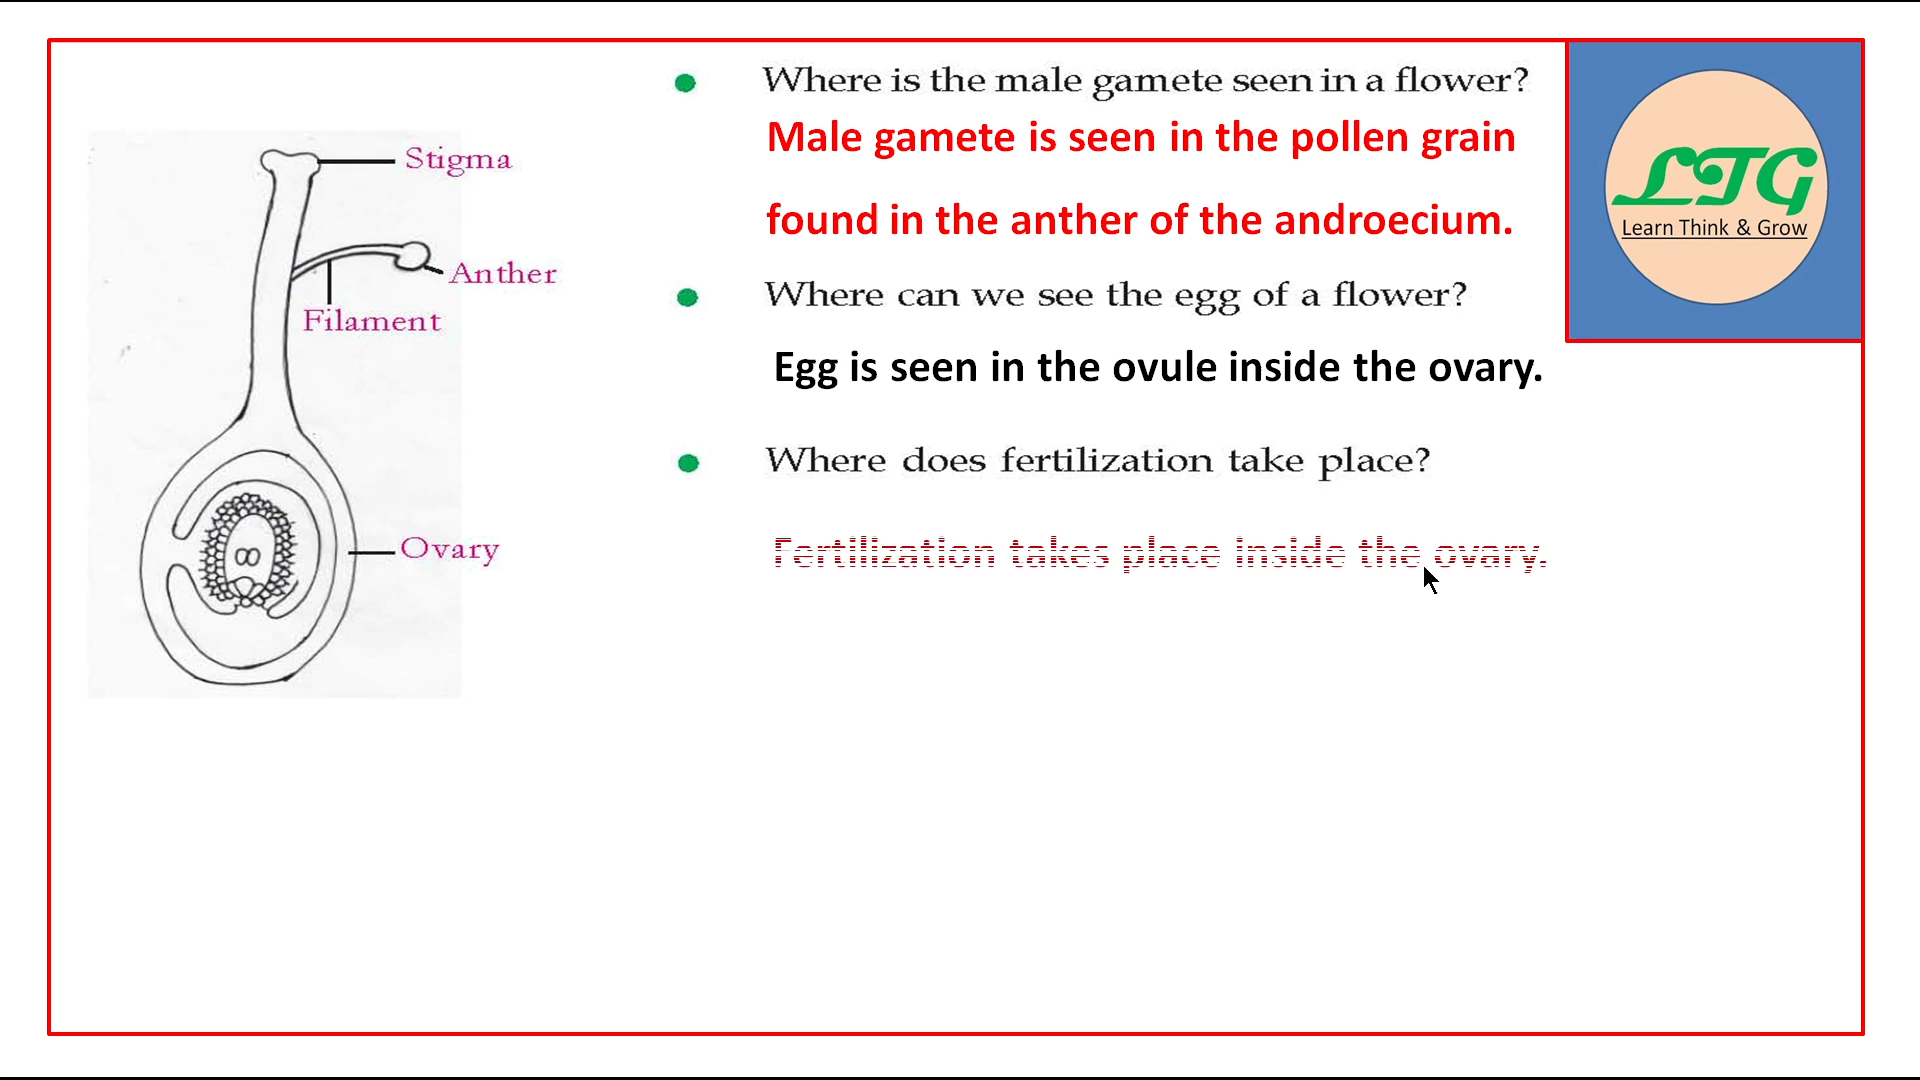 Stigma
Anther
Filament
Ovary
Where is the male gamete seen in a flower?
Male gamete is seen in the pollen grain
found in the anther of the androecium.
Where can we see the egg of a flower?
Egg is seen in the ovule inside the ovary.
Where does fertilization take place?
Fertilization takes place inside the ovary.
LTG
Learn Think & Grow